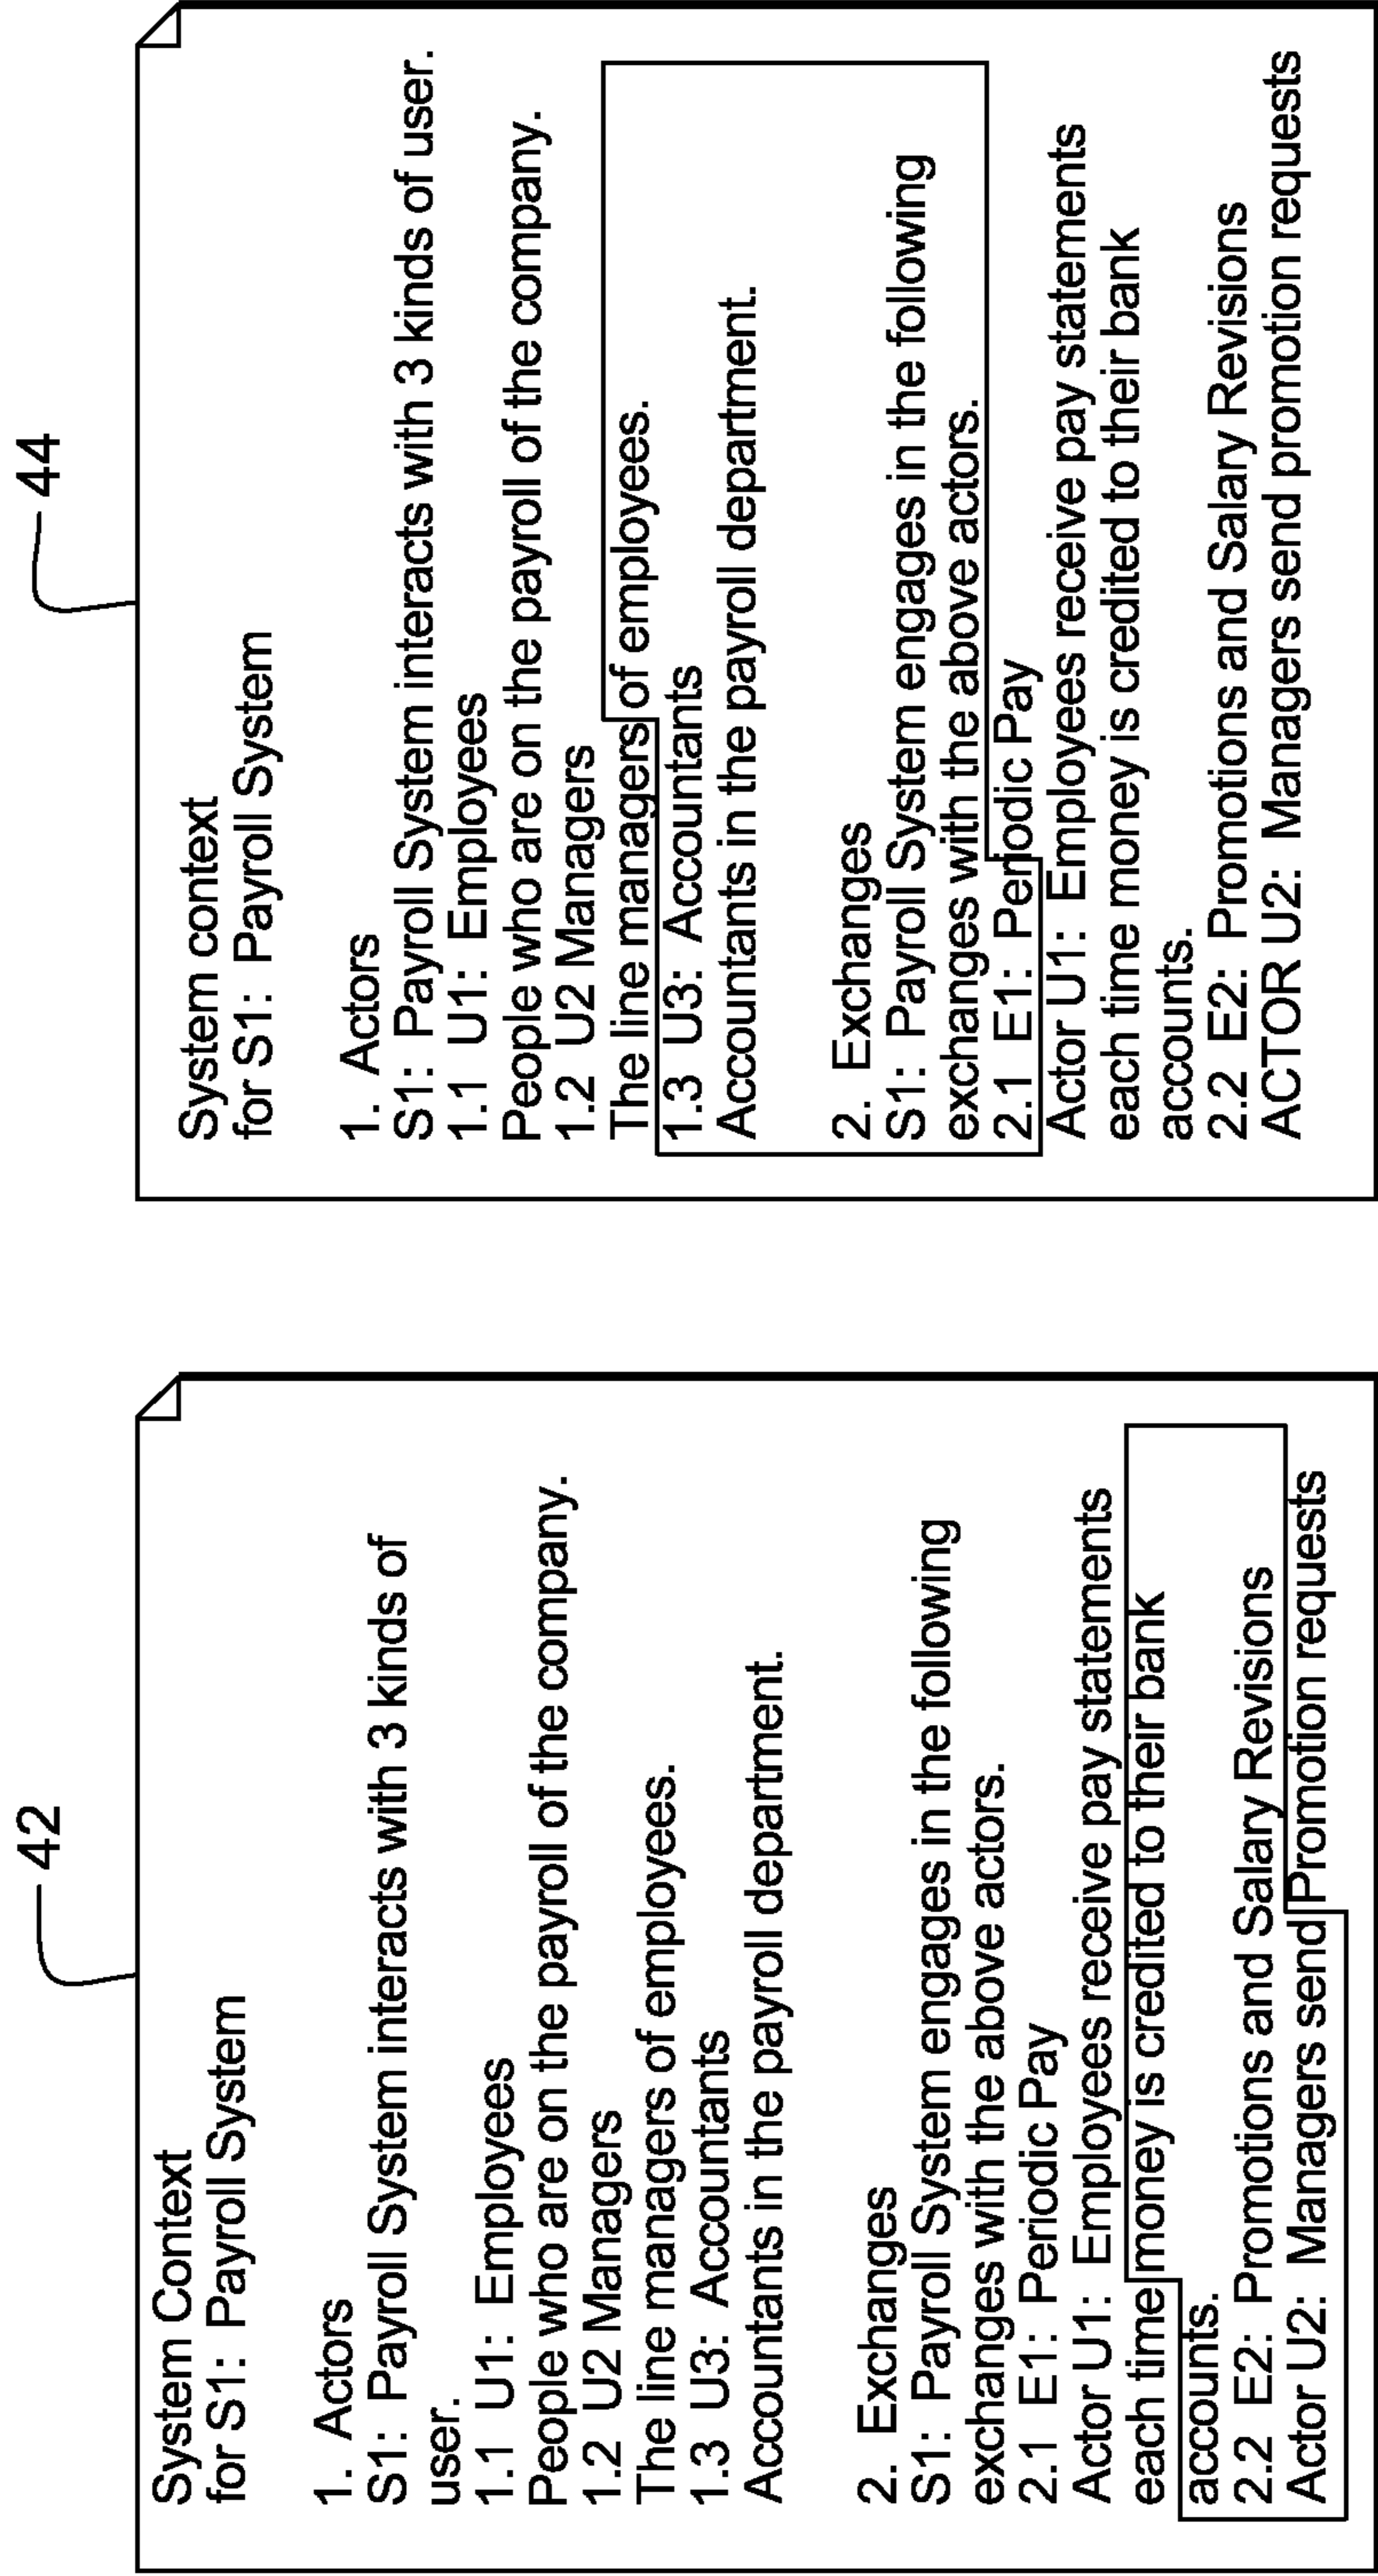 42
System Context
for S1: Payroll System
1. Actors
S1: Payroll System interacts with 3 kinds of
user.
1.1 U1: Employees
People who are on the payroll of the company.
1.2 U2 Managers
The line managers of employees.
1.3 U3: Accountants
Accountants in the payroll department.
2. Exchanges
S1: Payroll System engages in the following
exchanges with the above actors.
2.1 E1: Periodic Pay
Actor U1: Employees receive pay statements
each time money is credited to their bank
accounts.
2.2 E2: Promotions and Salary Revisions
Actor U2: Managers send Promotion requests
44
System context
for S1: Payroll System
1. Actors
S1: Payroll System interacts with 3 kinds of user.
1.1 U1: Employees
People who are on the payroll of the company.
1.2 U2 Managers
The line managers of employees.
1.3 U3: Accountants
Accountants in the payroll department.
2. Exchanges
S1: Payroll System engages in the following
exchanges with the above actors.
2.1 E1: Periodic Pay
Actor U1: Employees receive pay statements
each time money is credited to their bank
accounts.
2.2 E2: Promotions and Salary Revisions
ACTOR U2: Managers send promotion requests